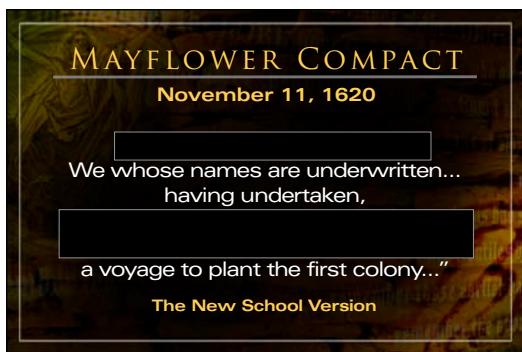 MAYFLOWER COMPACT
November 11, 1620
We whose names are underwritten...
having undertaken,
a voyage to plant the first colony..."
The New School Version